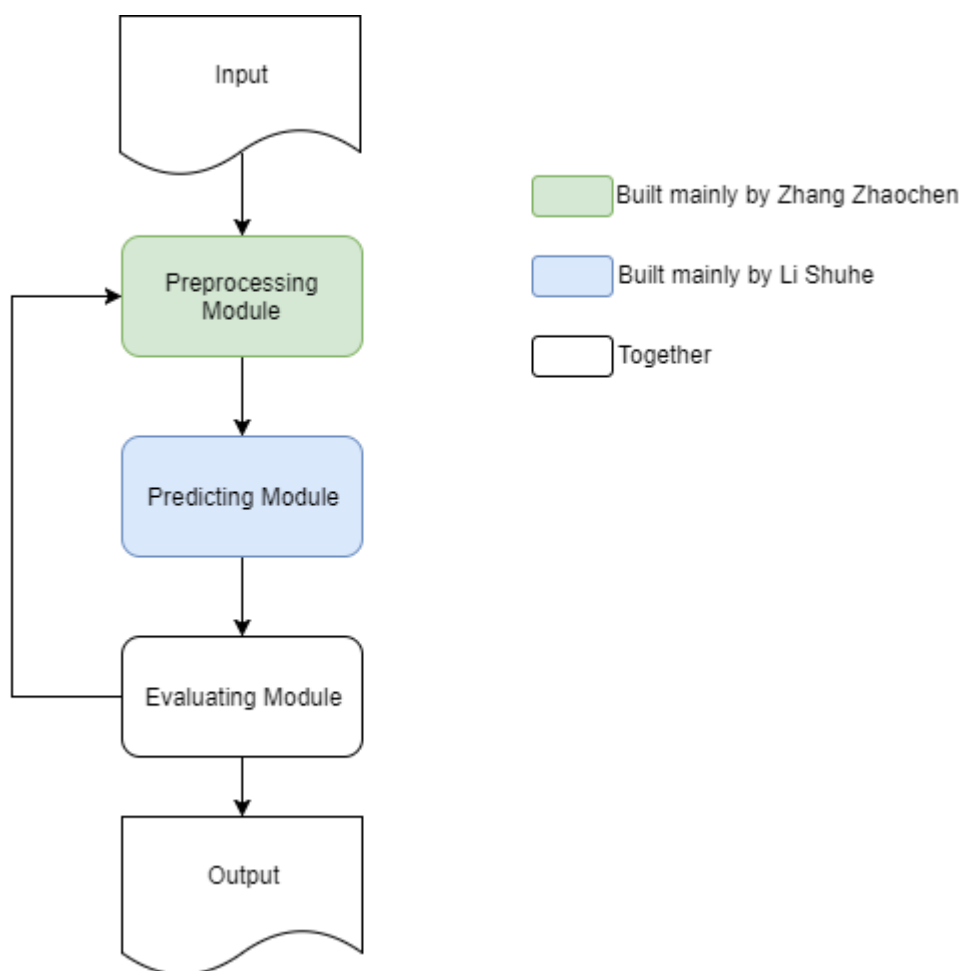 Input
Built mainly by Zhang Zhaochen
Built mainly by Li Shuhe
Together
Preprocessing
Module
Predicting Module
Evaluating Module
Output